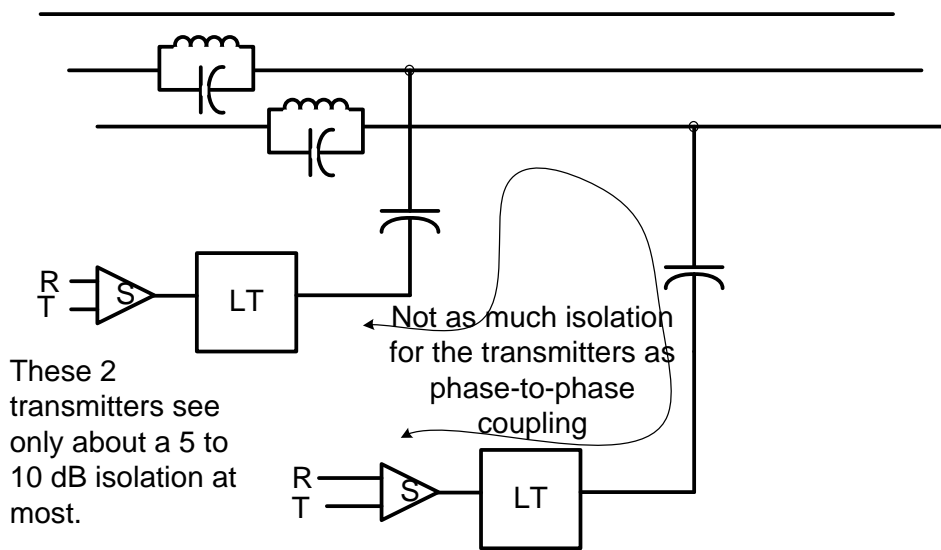 R
T
S
LT
Not as much isolation
for the transmitters as
phase-to-phase
coupling
These 2
transmitters see
only about a 5 to
10 dB isolation at
most.
R
T
S
LT